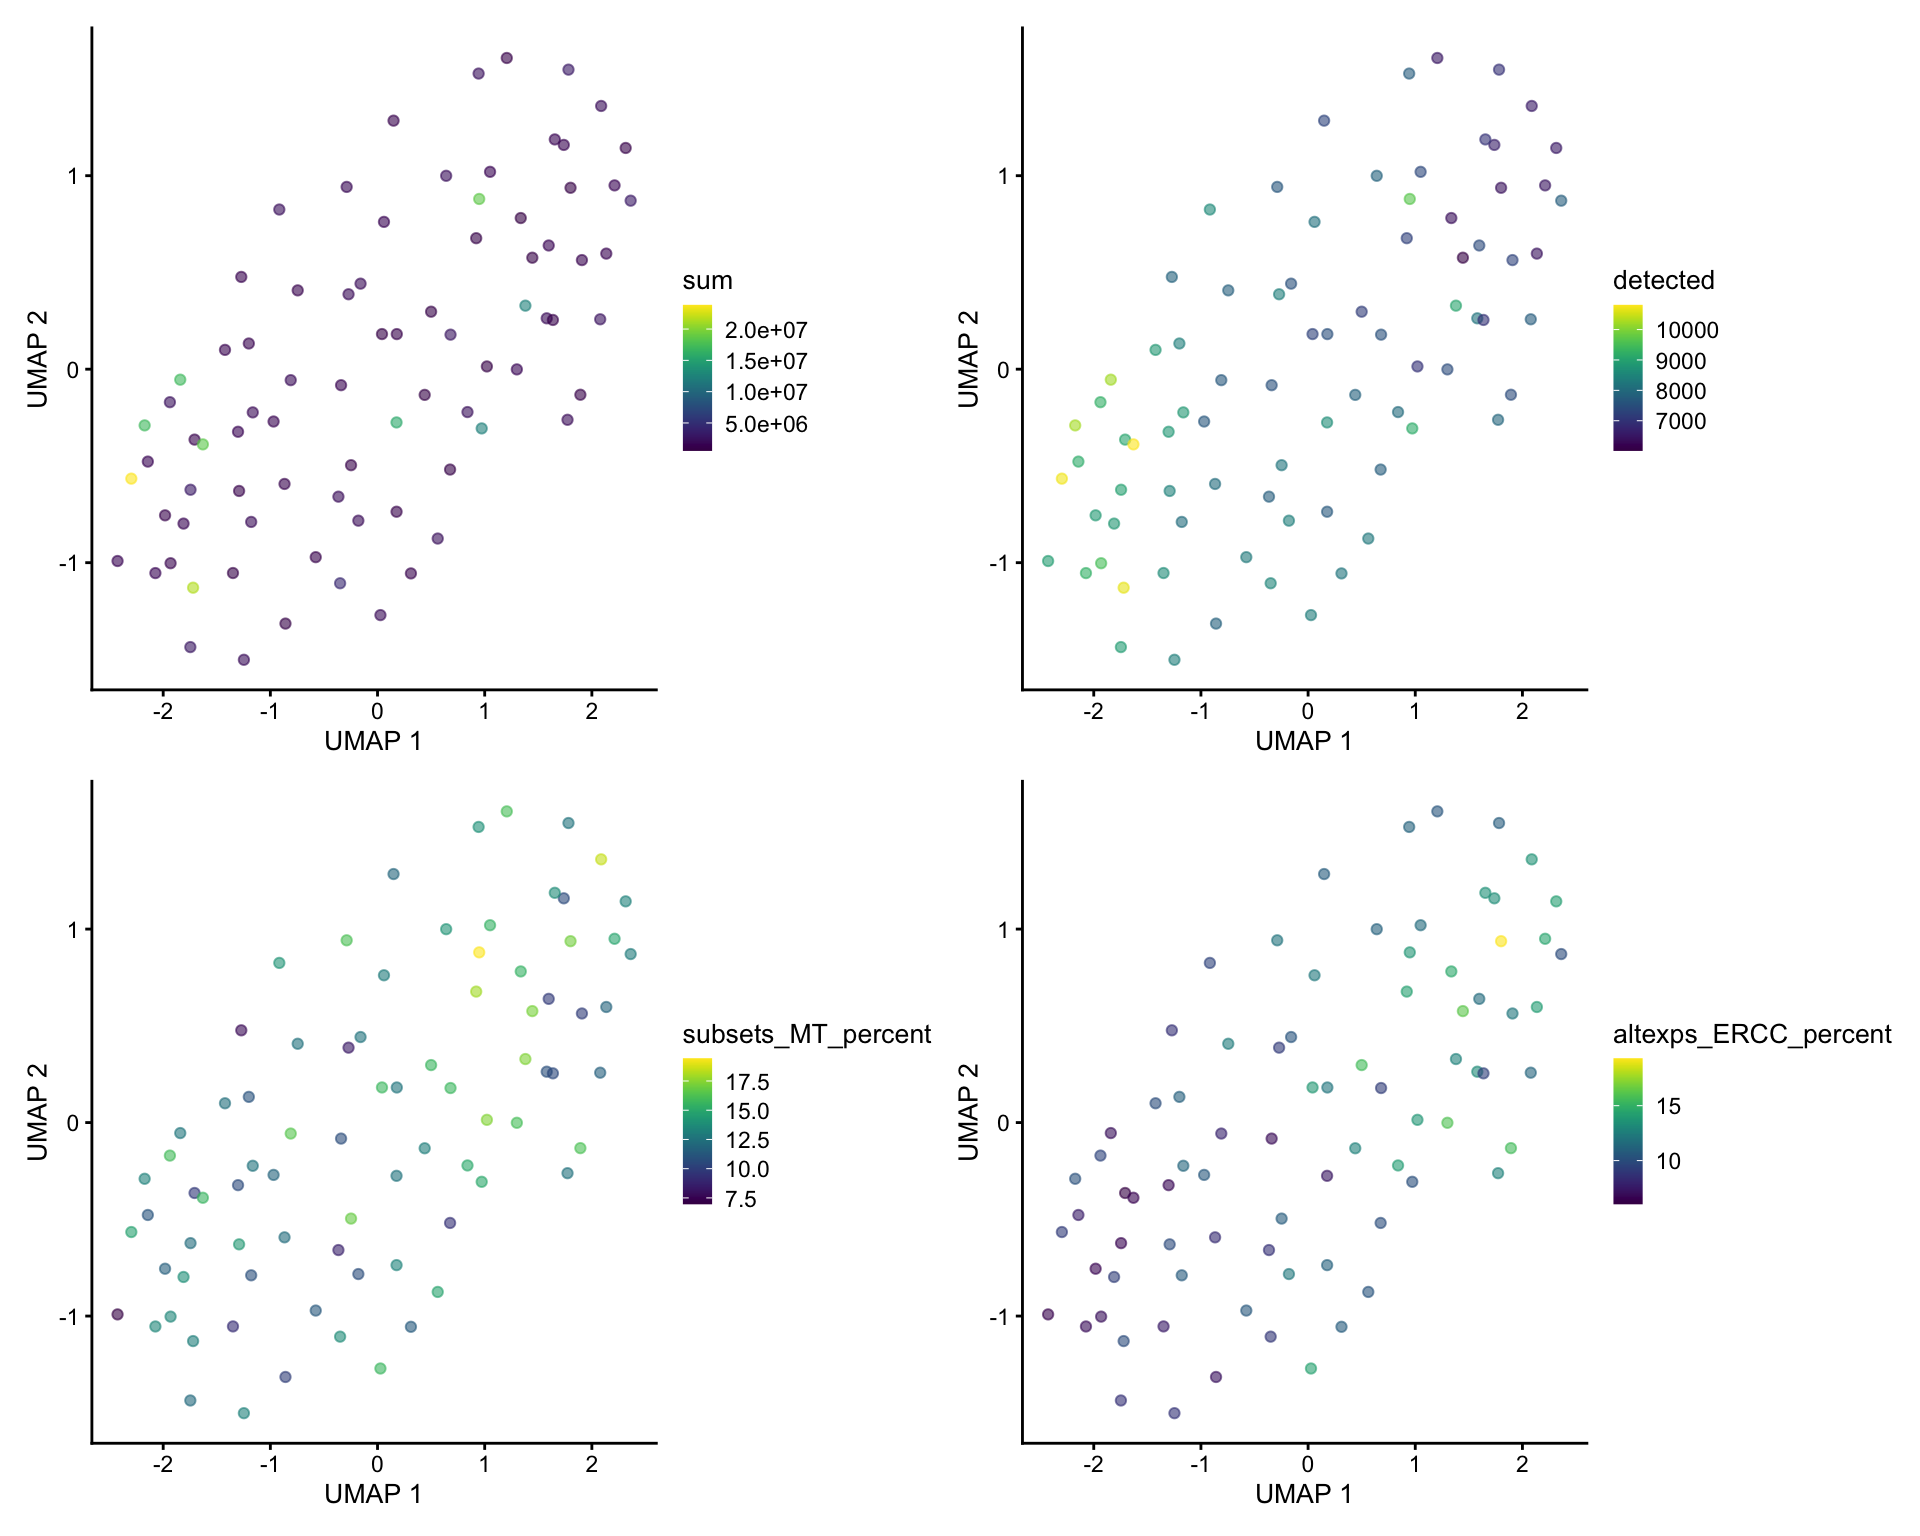 1
0
-1
UMAP 2
-2 -1 0 1 2
UMAP 1
sum
2.0e+07
1.5e+07
1.0e+07
5.0e+06
1
0
-1
UMAP 2
-2 -1 0 1 2
UMAP 1
detected
10000
9000
8000
7000
1
0
-1
UMAP 2
-2 -1 0 1 2
UMAP 1
subsets_MT_percent
17.5
15.0
12.5
10.0
7.5
1
0
-1
UMAP 2
-2 -1 0 1 2
UMAP 1
altexps_ERCC_percent
15
10